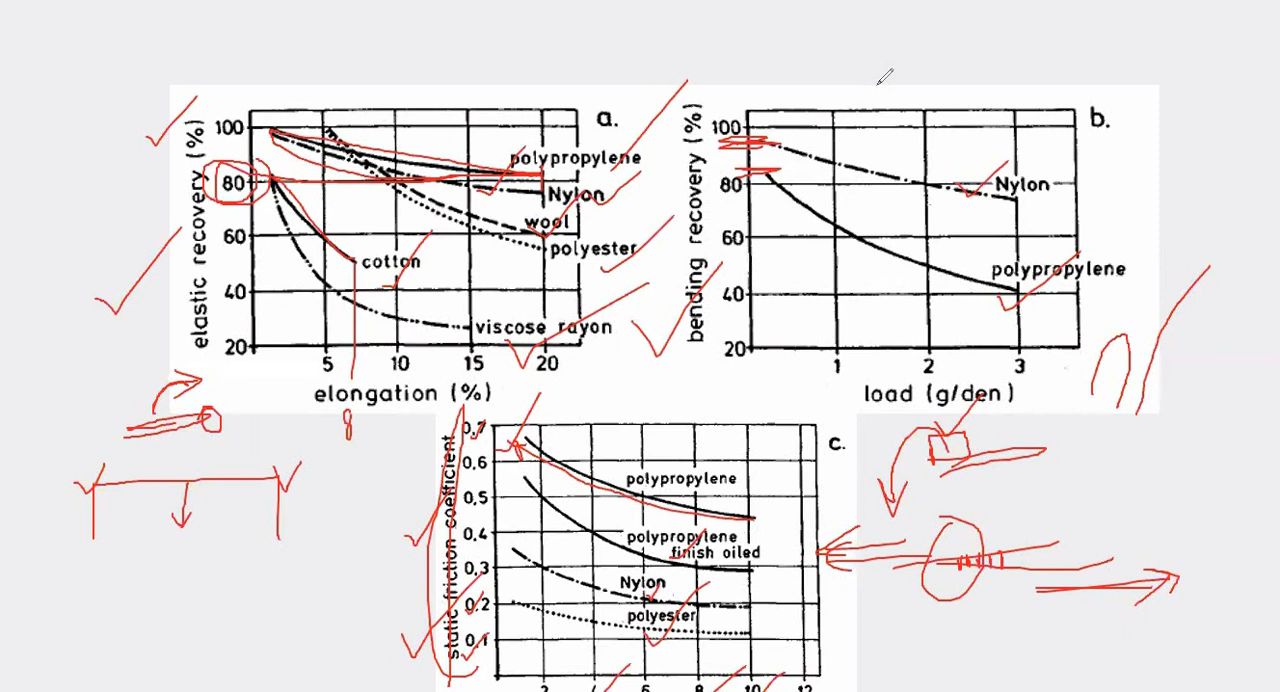 a.
100
80
60
40
20
elastic recovery (%)
polypropylene
Nylon
wool
polyester
cotton
viscose rayon
5 10 15 20
elongation (%)
8
b.
100
80
60
40
20
bending recovery (%)
Nylon
polypropylene
1 2 3
load (g/den)
c.
0,7
0,6
0,5
0,4
0,3
0,2
0,1
static friction coefficient
polypropylene
polypropylene
finish oiled
Nylon
polyester
2 4 6 8 10 12